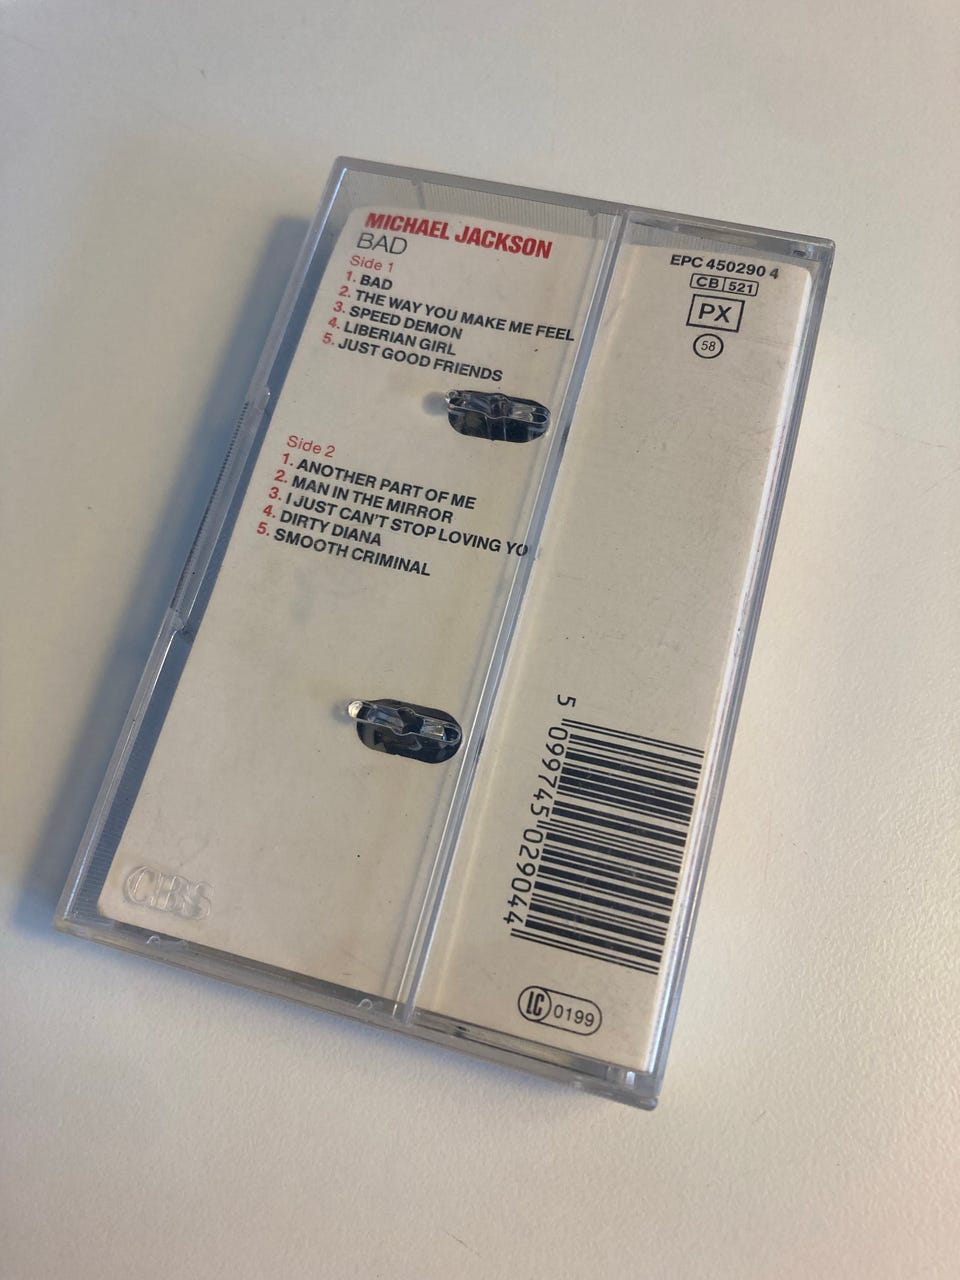 MICHAEL JACKSON
BAD
Side 1
1. BAD
2. THE WAY YOU MAKE ME FEEL
3. SPEED DEMON
4. LIBERIAN GIRL
5. JUST GOOD FRIENDS
Side 2
1. ANOTHER PART OF ME
2. MAN IN THE MIRROR
3. I JUST CAN'T STOP LOVING YO
4. DIRTY DIANA
5. SMOOTH CRIMINAL
CBS
EPC 450290 4
CB 521
PX
58
5 099745 029044
LC 0199